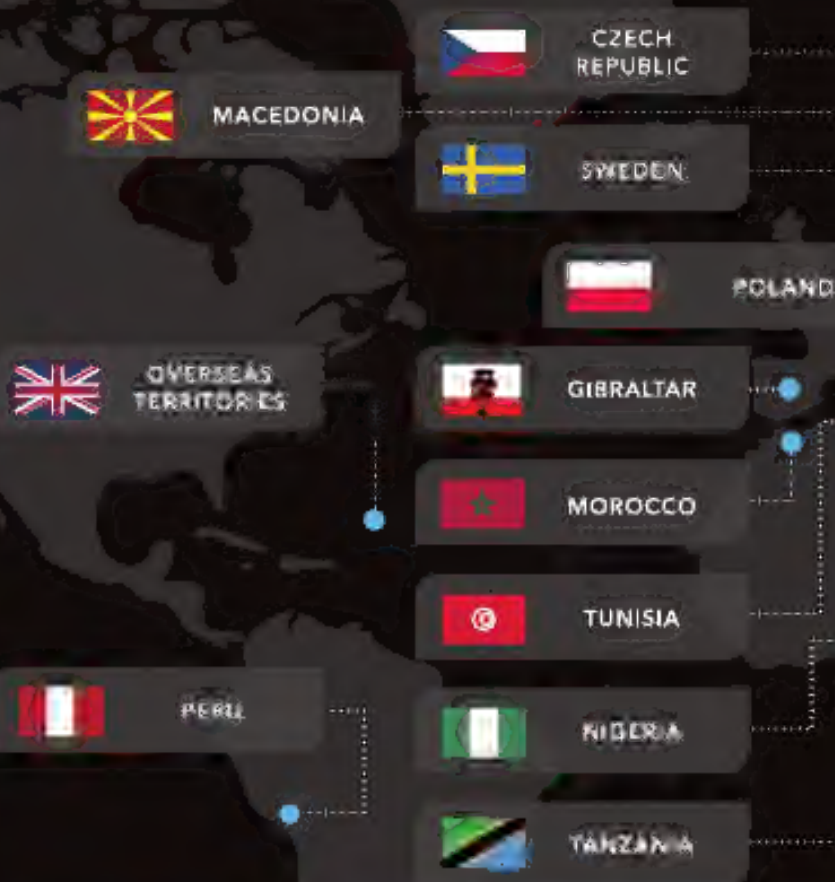 CZECH
REPUBLIC
MACEDONIA
SWEDEN
POLAND
OVERSEAS
TERRITORIES
GIBRALTAR
MOROCCO
TUNISIA
PERU
NIGERIA
TANZANIA